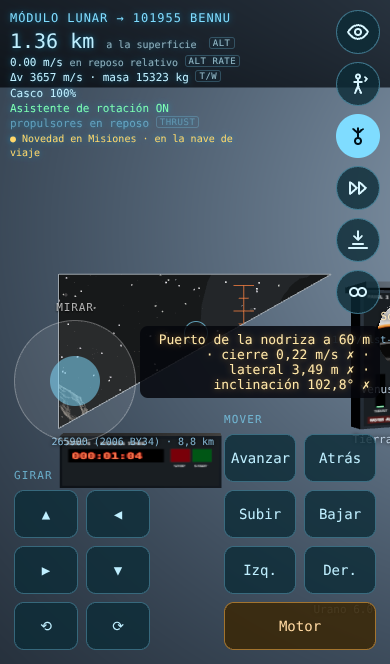 MÓDULO LUNAR → 101955 BENNU
1.36 km a la superficie ALT
0.00 m/s en reposo relativo ALT RATE
Δv 3657 m/s · masa 15323 kg T/W
Casco 100%
Asistente de rotación ON
propulsores en reposo THRUST
● Novedad en Misiones · en la nave de
viaje
MIRAR
Puerto de la nodriza a 60 m
· cierre 0,22 m/s ✗ ·
lateral 3,49 m ✗ ·
inclinación 102,8° ✗
MOVER
265900 (2006 BY34) · 8,8 km
000:01:04
Avanzar Atrás
GIRAR
▲ ◀ Subir Bajar
▶ ▼ Izq. Der.
⟲ ⟳ Motor